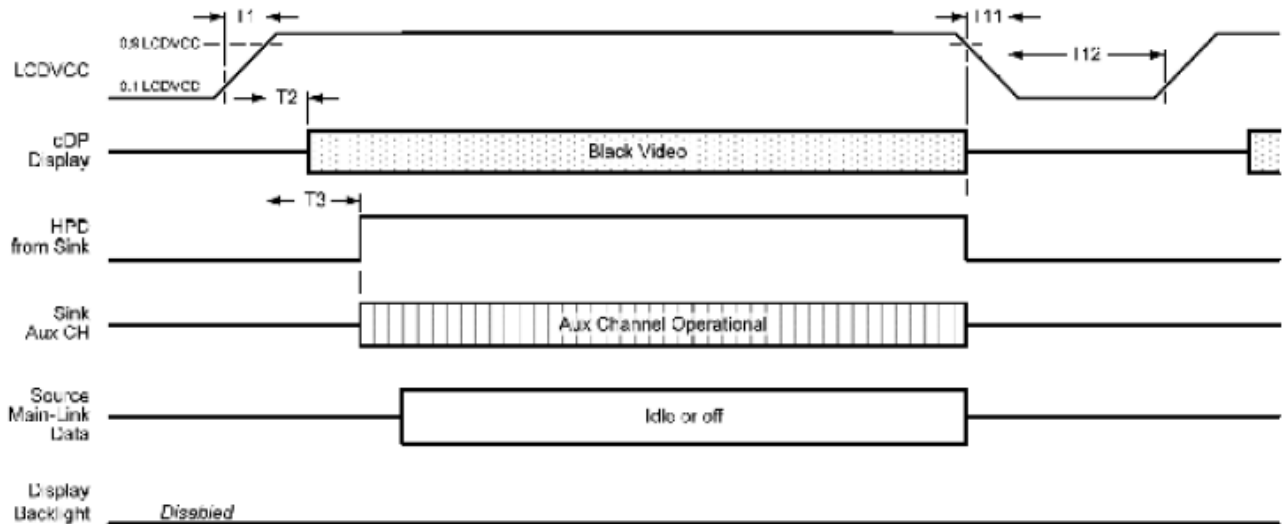 T1
T11
0.9 LCDVCC
LCDVCC
T12
0.1 LCDVCC
T2
eDP
Display
Black Video
T3
HPD
from Sink
Sink
Aux CH
Aux Channel Operational
Source
Main-Link
Data
Idle or off
Display
Backlight
Disabled